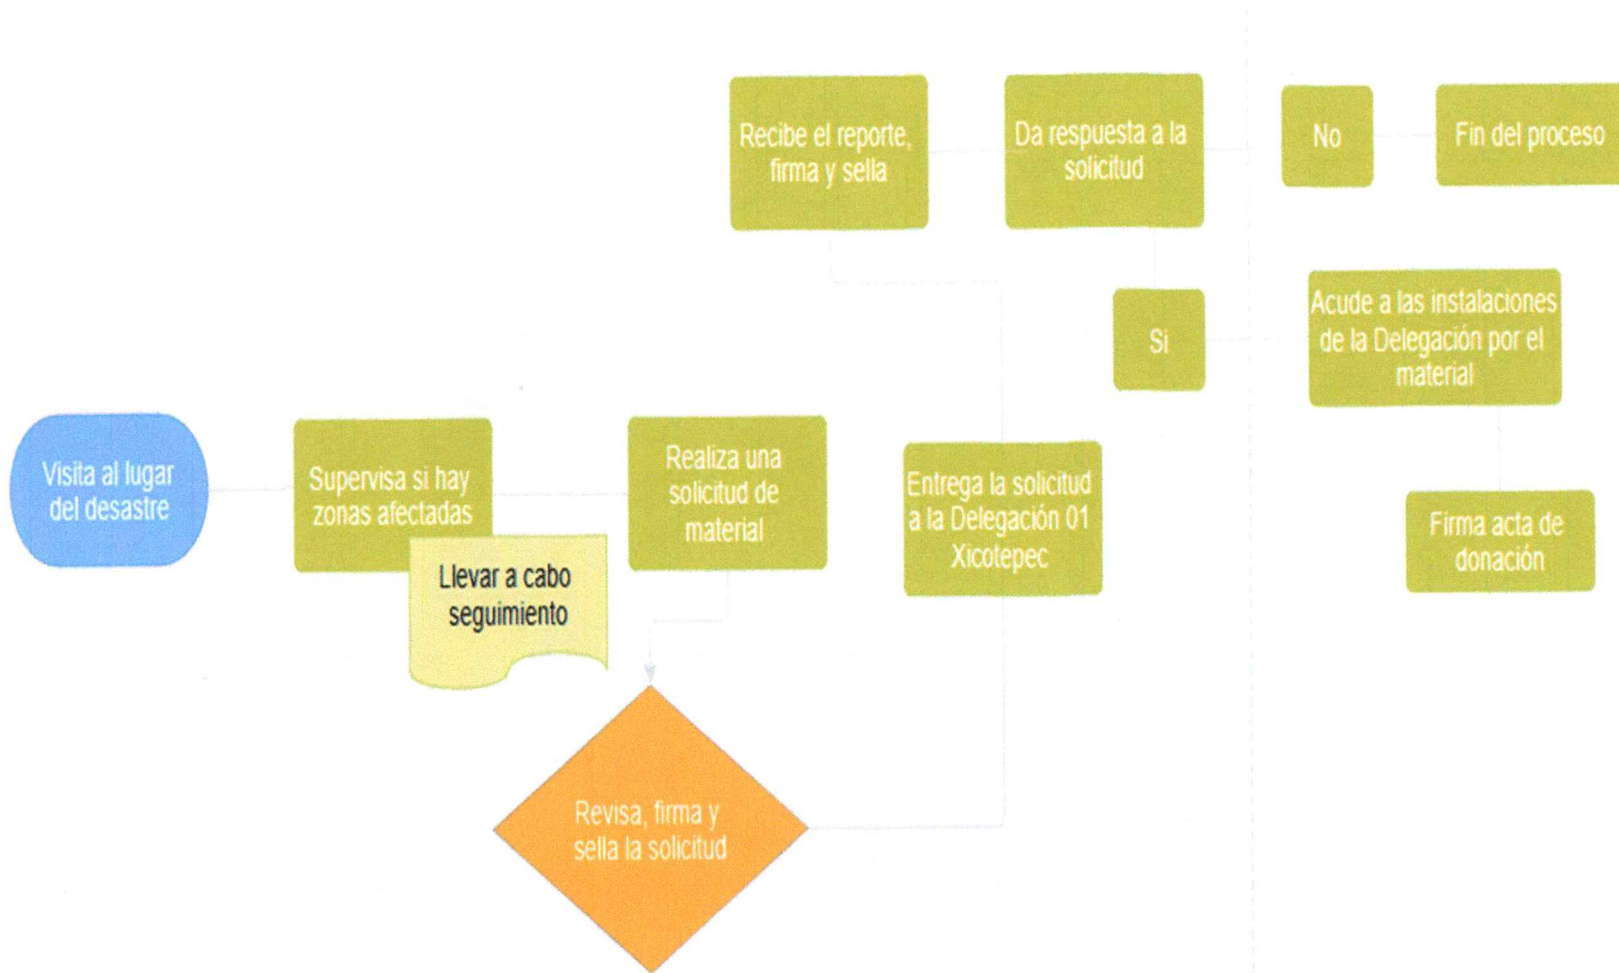 Recibe el reporte,
firma y sella
Da respuesta a la
solicitud
No
Fin del proceso
Si
Acude a las instalaciones
de la Delegación por el
material
Visita al lugar
del desastre
Supervisa si hay
zonas afectadas
Llevar a cabo
seguimiento
Realiza una
solicitud de
material
Entrega la solicitud
a la Delegación 01
Xicotepec
Firma acta de
donación
Revisa, firma y
sella la solicitud